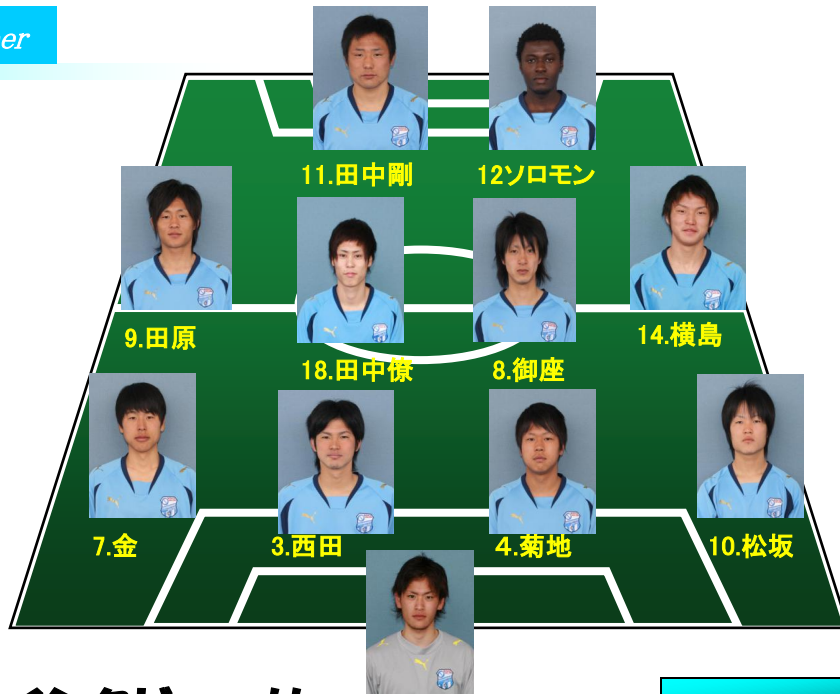 er
11.田中剛
12ソロモン
9.田原
14.横島
18.田中僚
8.御座
7.金
3.西田
4.菊地
10.松坂